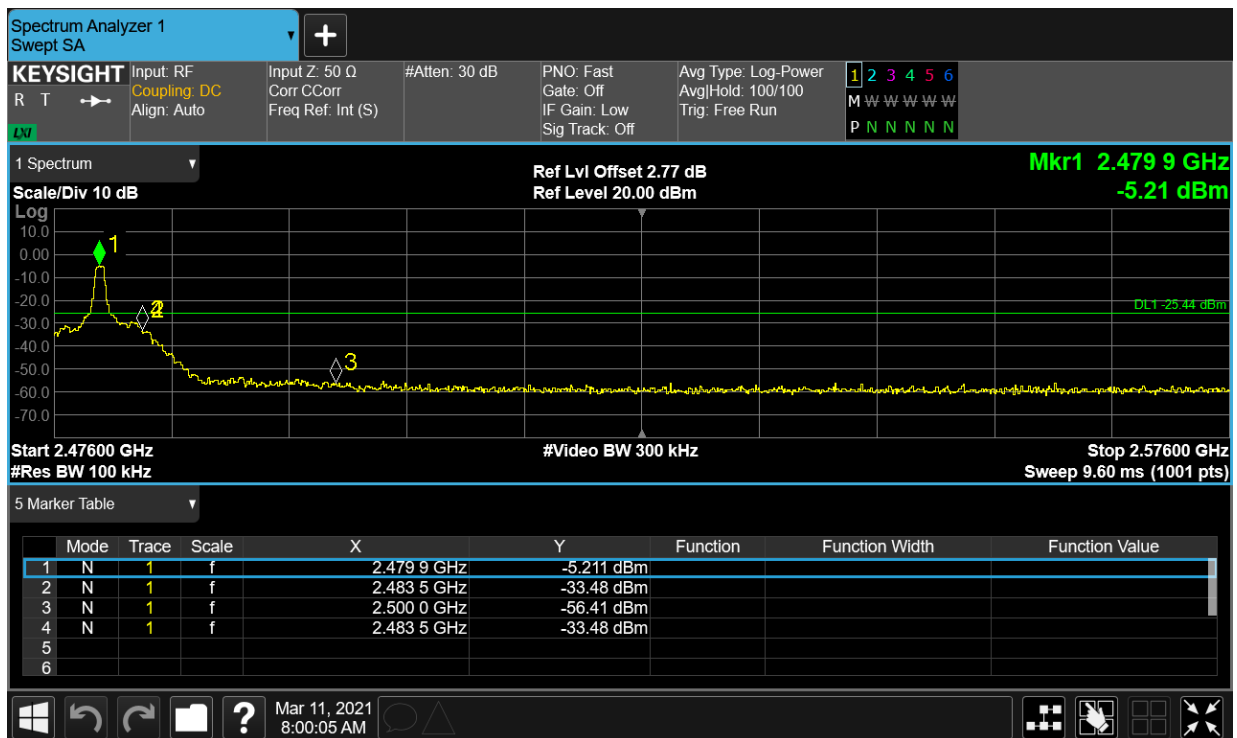 Spectrum Analyzer 1
Swept SA
KEYSIGHT
R T
LXI
Input: RF
Coupling: DC
Align: Auto
Input Z: 50 Ω
Corr CCorr
Freq Ref: Int (S)
#Atten: 30 dB
PNO: Fast
Gate: Off
IF Gain: Low
Sig Track: Off
Avg Type: Log-Power
Avg|Hold: 100/100
Trig: Free Run
1 2 3 4 5 6
M W W W W W
P N N N N N
1 Spectrum
Scale/Div 10 dB
Ref Lvl Offset 2.77 dB
Ref Level 20.00 dBm
Mkr1 2.479 9 GHz
-5.21 dBm
Log
10.0
0.00
-10.0
-20.0
-30.0
-40.0
-50.0
-60.0
-70.0
1
2
3
DL1 -25.44 dBm
Start 2.47600 GHz
#Video BW 300 kHz
Stop 2.57600 GHz
#Res BW 100 kHz
Sweep 9.60 ms (1001 pts)
5 Marker Table
Mode Trace Scale X Y Function Function Width Function Value
1 N 1 f 2.479 9 GHz -5.211 dBm
2 N 1 f 2.483 5 GHz -33.48 dBm
3 N 1 f 2.500 0 GHz -56.41 dBm
4 N 1 f 2.483 5 GHz -33.48 dBm
5
6
?
Mar 11, 2021
8:00:05 AM